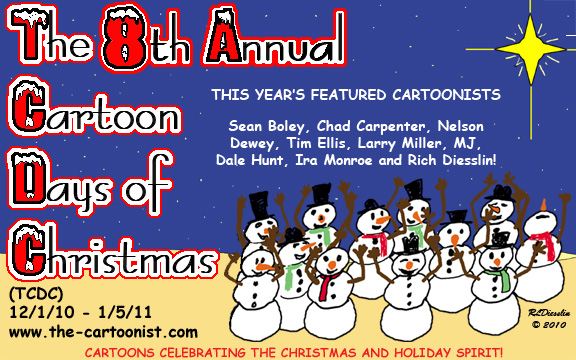 The 8th Annual
Cartoon
Days of
Christmas
(TCDC)
12/1/10 - 1/5/11
www.the-cartoonist.com
THIS YEAR'S FEATURED CARTOONISTS
Sean Boley, Chad Carpenter, Nelson
Dewey, Tim Ellis, Larry Miller, MJ,
Dale Hunt, Ira Monroe and Rich Diesslin!
RLDiesslin
© 2010
CARTOONS CELEBRATING THE CHRISTMAS AND HOLIDAY SPIRIT!